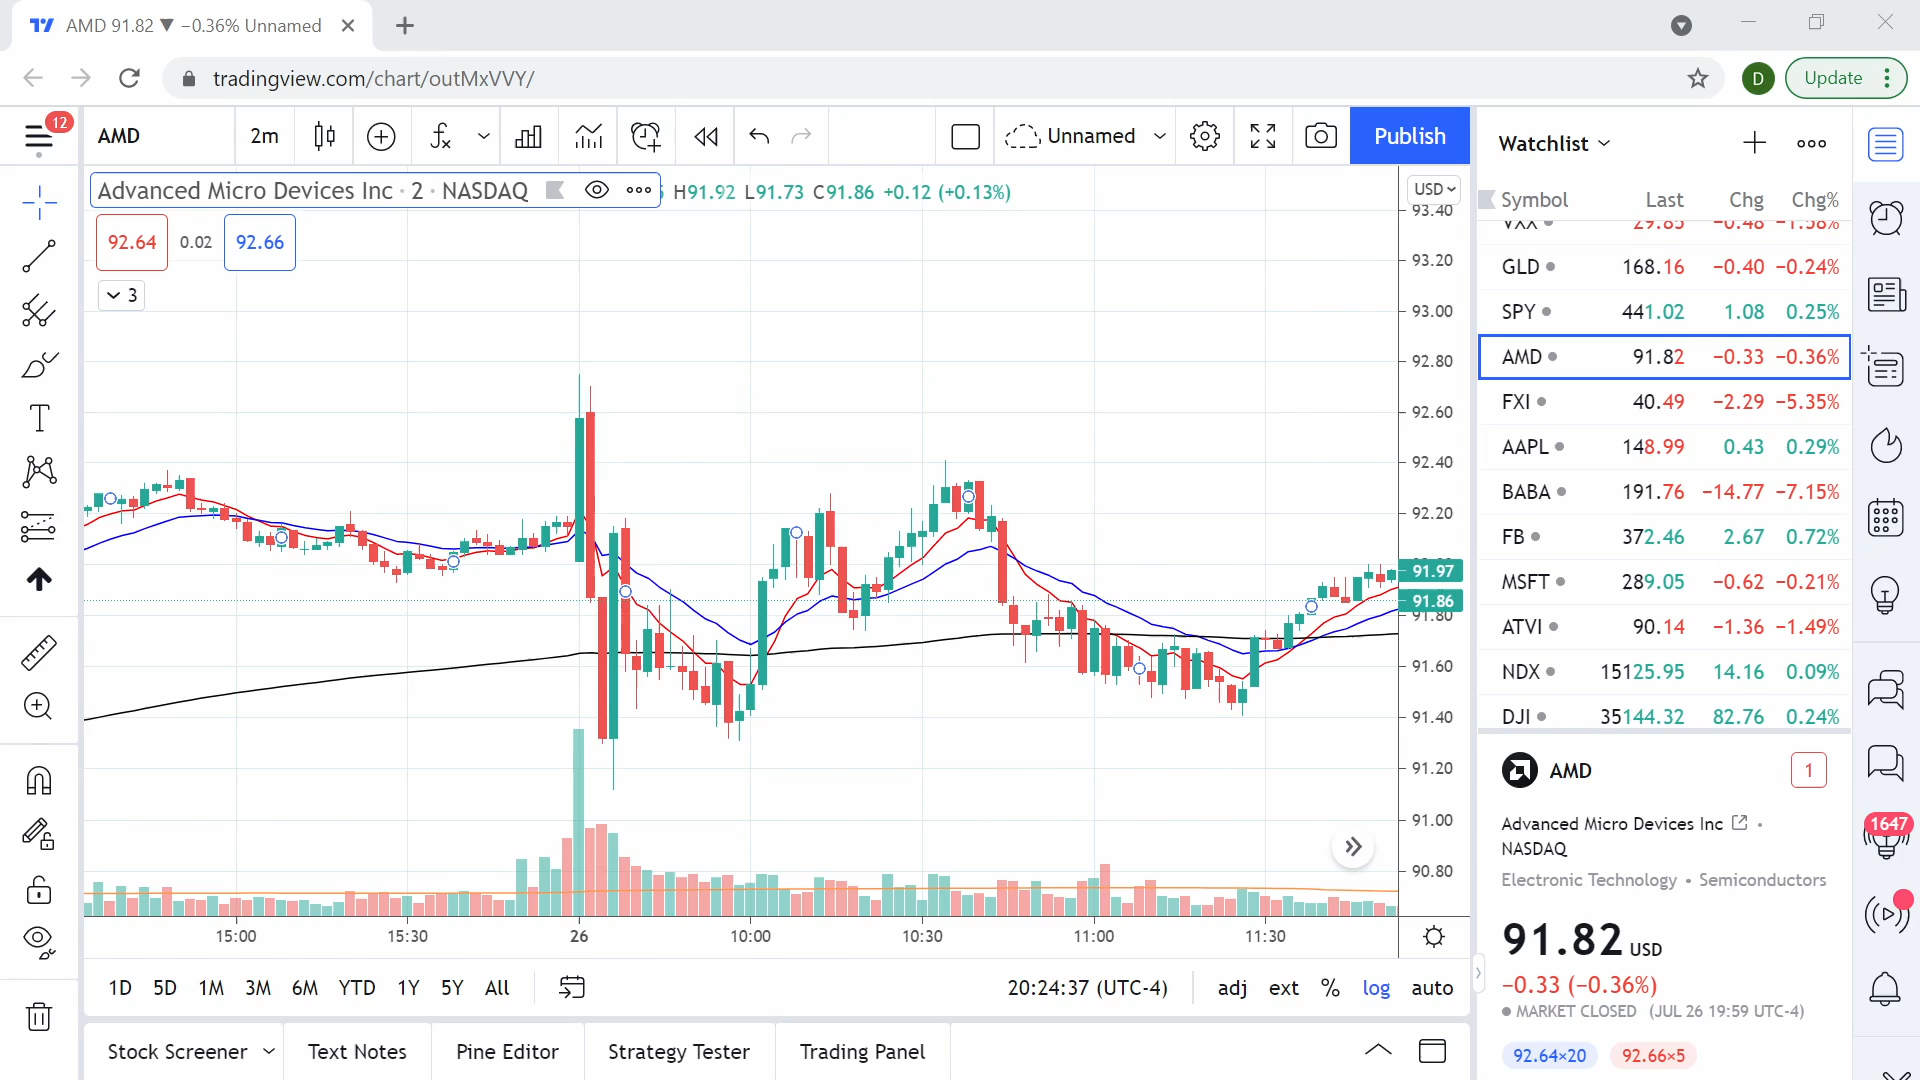 AMD 91.82 ▼ −0.36% Unnamed
tradingview.com/chart/outMxVVY/
D
Update
12
AMD
2m
Unnamed
Publish
Advanced Micro Devices Inc · 2 · NASDAQ
H91.92 L91.73 C91.86 +0.12 (+0.13%)
92.64
0.02
92.66
3
USD
93.40
93.20
93.00
92.80
92.60
92.40
92.20
91.97
91.86
91.80
91.60
91.40
91.20
91.00
90.80
15:00
15:30
26
10:00
10:30
11:00
11:30
1D 5D 1M 3M 6M YTD 1Y 5Y All
20:24:37 (UTC-4)
adj ext % log auto
Stock Screener
Text Notes
Pine Editor
Strategy Tester
Trading Panel
Watchlist
Symbol Last Chg Chg%
VXX 29.85 −0.48 −1.58%
GLD 168.16 −0.40 −0.24%
SPY 441.02 1.08 0.25%
AMD 91.82 −0.33 −0.36%
FXI 40.49 −2.29 −5.35%
AAPL 148.99 0.43 0.29%
BABA 191.76 −14.77 −7.15%
FB 372.46 2.67 0.72%
MSFT 289.05 −0.62 −0.21%
ATVI 90.14 −1.36 −1.49%
NDX 15125.95 14.16 0.09%
DJI 35144.32 82.76 0.24%
AMD
1
Advanced Micro Devices Inc
NASDAQ
Electronic Technology • Semiconductors
91.82 USD
−0.33 (−0.36%)
MARKET CLOSED (JUL 26 19:59 UTC-4)
92.64×20
92.66×5
1647